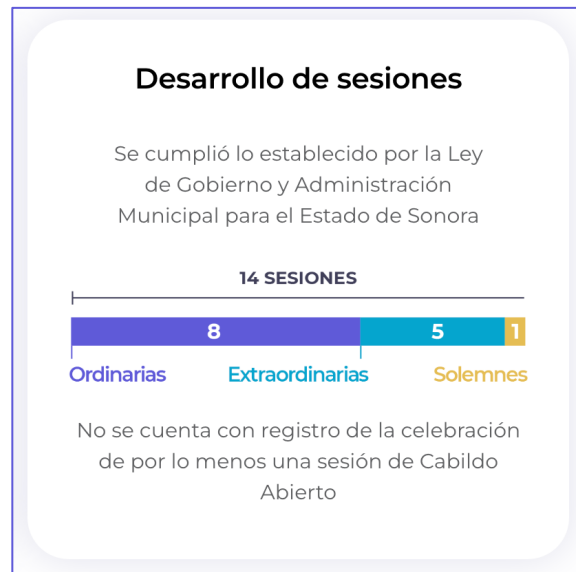 Desarrollo de sesiones
Se cumplió lo establecido por la Ley
de Gobierno y Administración
Municipal para el Estado de Sonora
14 SESIONES
8 5 1
Ordinarias Extraordinarias Solemnes
No se cuenta con registro de la celebración
de por lo menos una sesión de Cabildo
Abierto